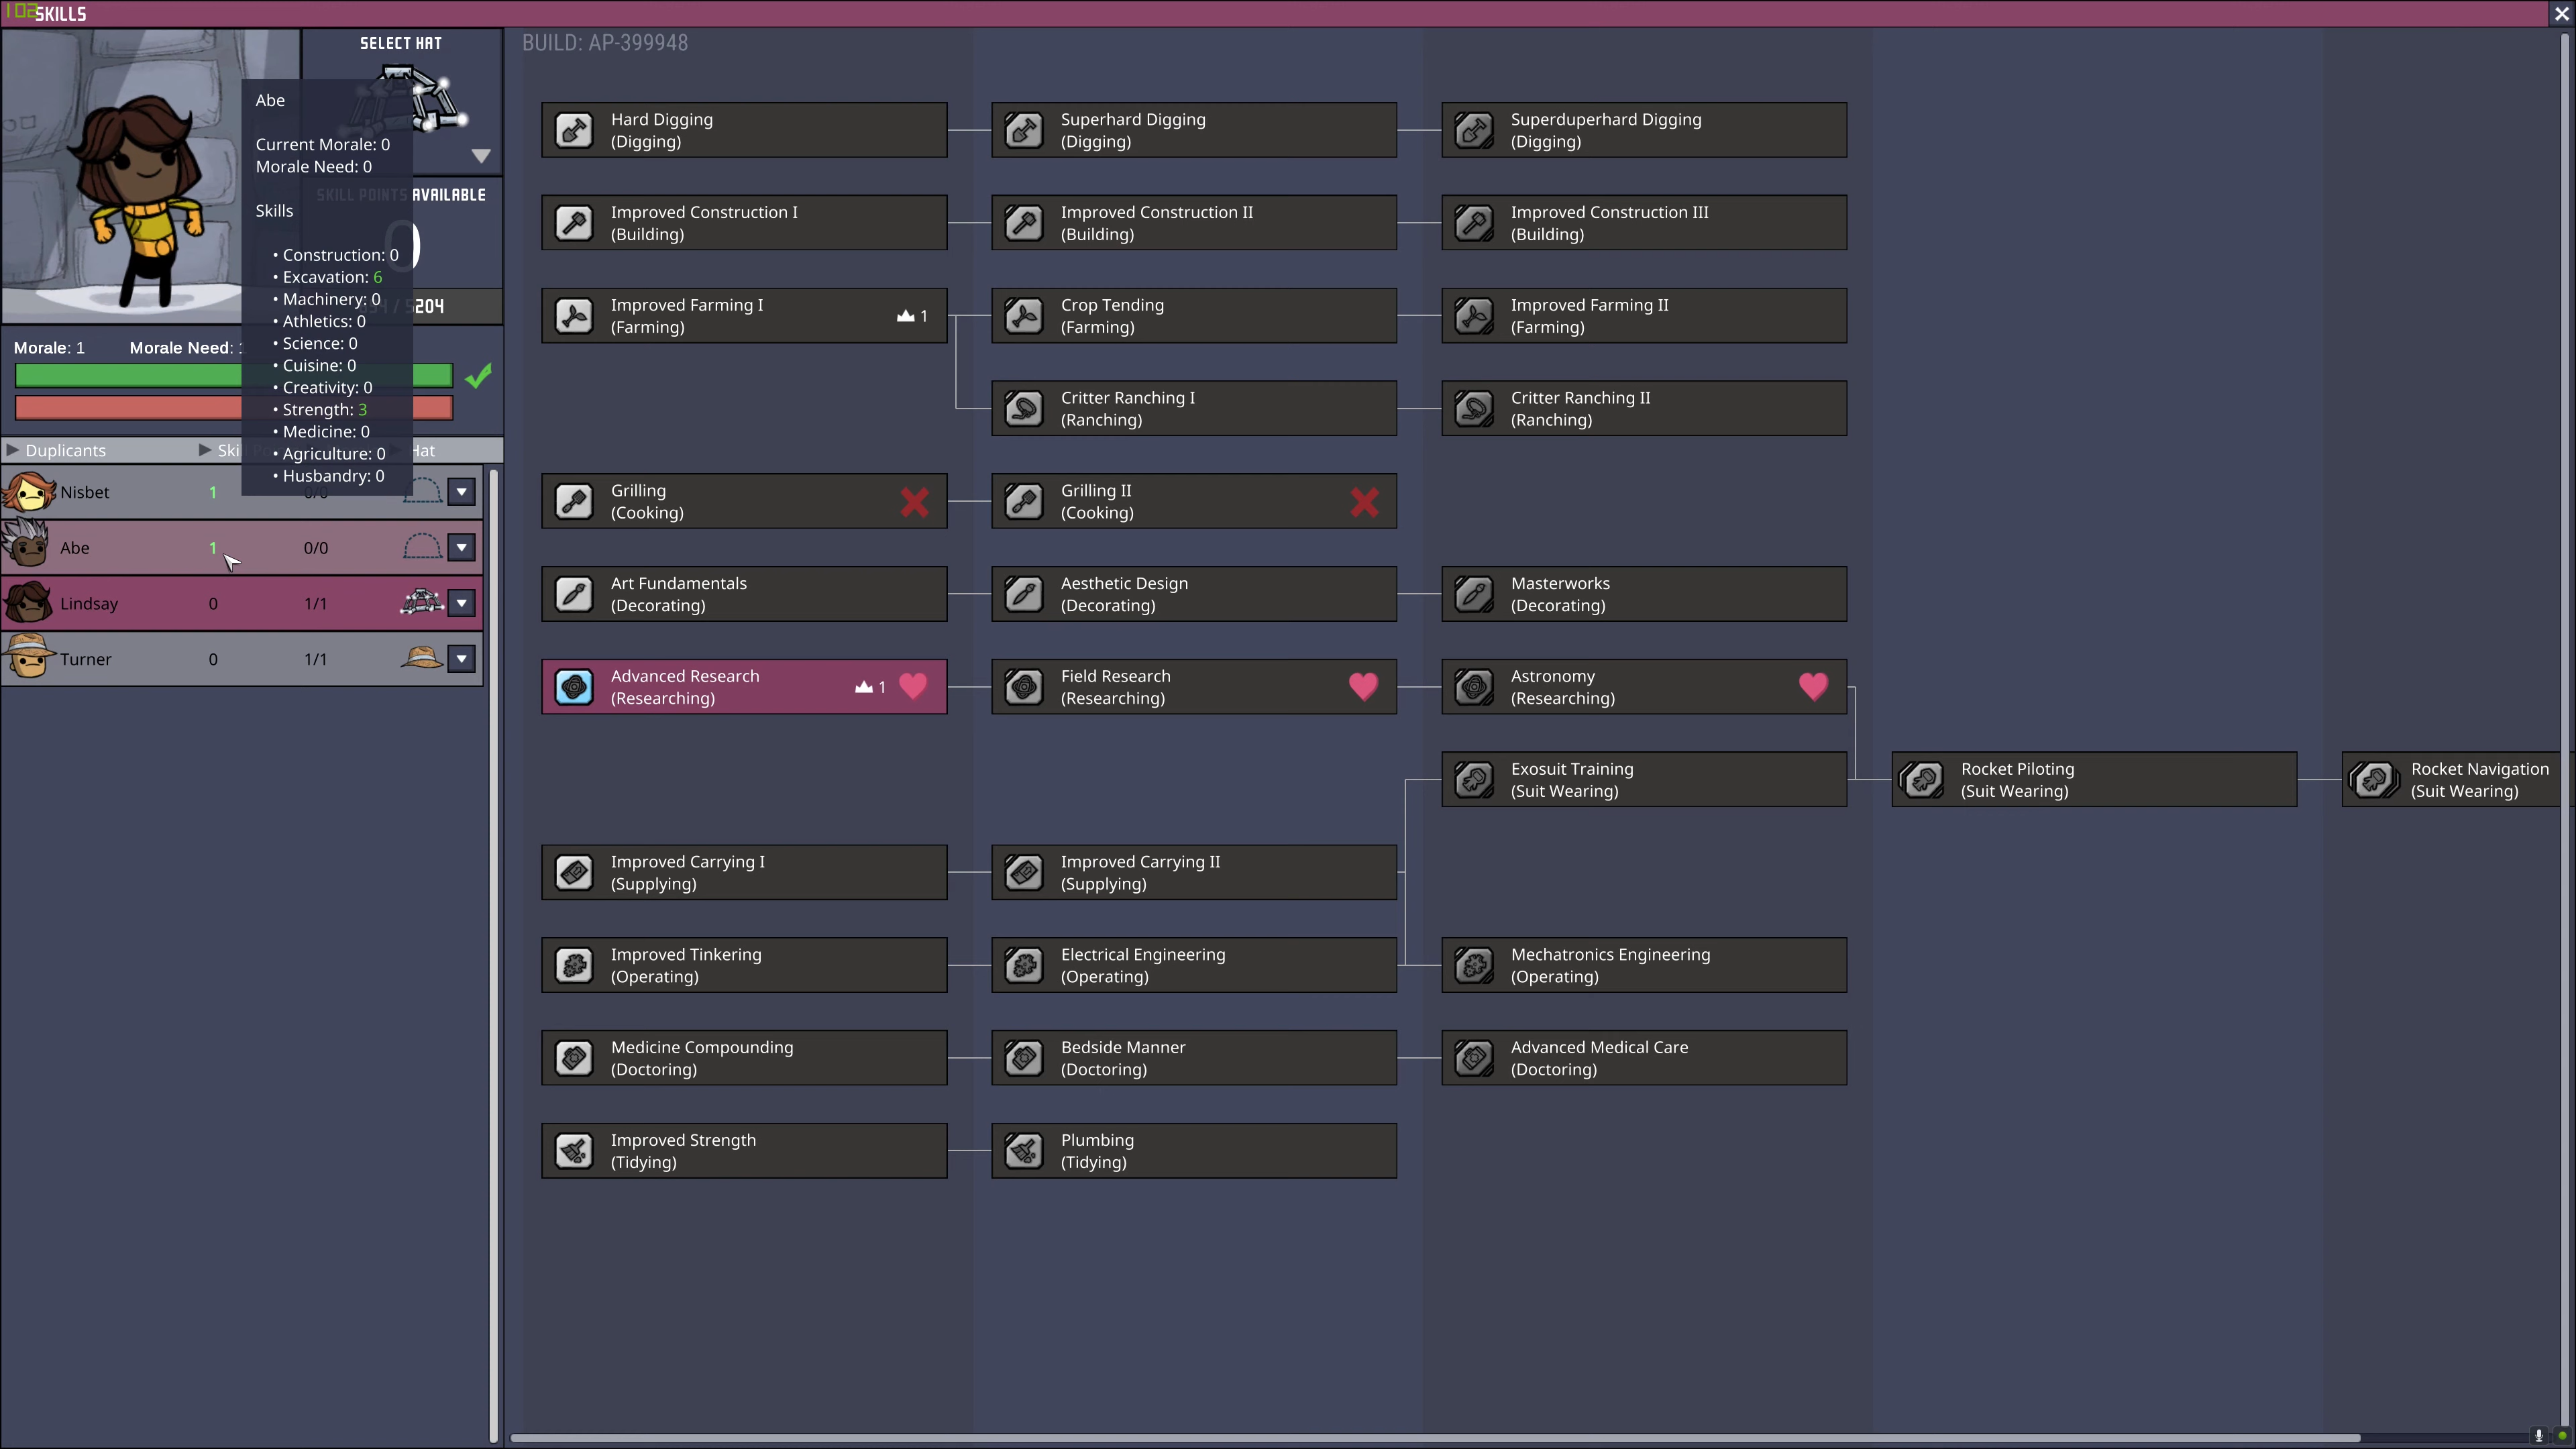 102
SKILLS
SELECT HAT
BUILD: AP-399948
Abe
Current Morale: 0
Morale Need: 0
Skills
• Construction: 0
• Excavation: 6
• Machinery: 0
• Athletics: 0
• Science: 0
• Cuisine: 0
• Creativity: 0
• Strength: 3
• Medicine: 0
• Agriculture: 0
• Husbandry: 0
SKILL POINTS AVAILABLE
0
204
Morale: 1
Morale Need:
Duplicants
Hat
Nisbet 1 0/0
Abe 1 0/0
Lindsay 0 1/1
Turner 0 1/1
Hard Digging
(Digging)
Superhard Digging
(Digging)
Superduperhard Digging
(Digging)
Improved Construction I
(Building)
Improved Construction II
(Building)
Improved Construction III
(Building)
Improved Farming I
(Farming)
1
Crop Tending
(Farming)
Improved Farming II
(Farming)
Critter Ranching I
(Ranching)
Critter Ranching II
(Ranching)
Grilling
(Cooking)
Grilling II
(Cooking)
Art Fundamentals
(Decorating)
Aesthetic Design
(Decorating)
Masterworks
(Decorating)
Advanced Research
(Researching)
1
Field Research
(Researching)
Astronomy
(Researching)
Exosuit Training
(Suit Wearing)
Rocket Piloting
(Suit Wearing)
Rocket Navigation
(Suit Wearing)
Improved Carrying I
(Supplying)
Improved Carrying II
(Supplying)
Improved Tinkering
(Operating)
Electrical Engineering
(Operating)
Mechatronics Engineering
(Operating)
Medicine Compounding
(Doctoring)
Bedside Manner
(Doctoring)
Advanced Medical Care
(Doctoring)
Improved Strength
(Tidying)
Plumbing
(Tidying)